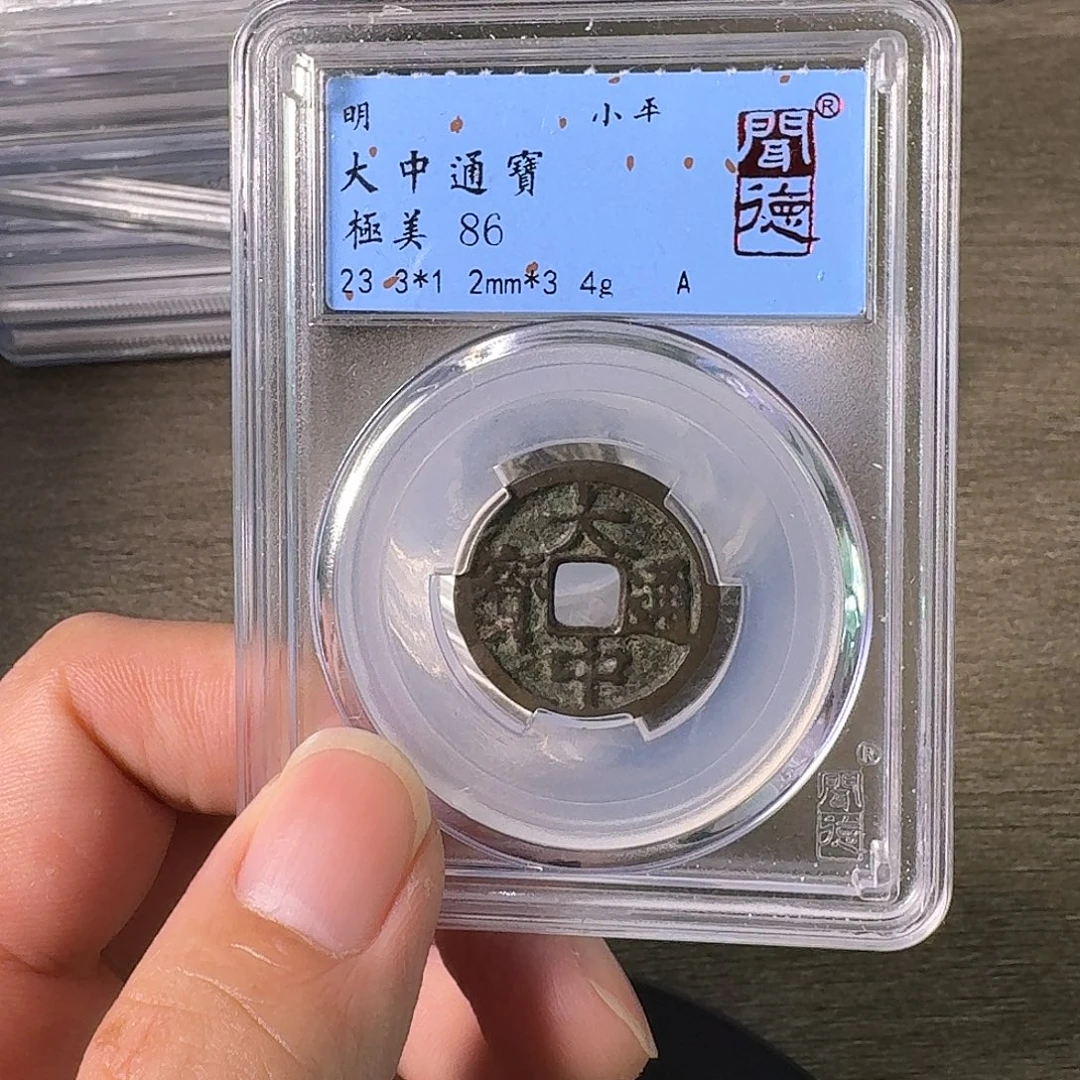 明 小平
大中通寶
極美 86
23 3*1 2mm*3 4g A
聞德®
大中通寶
®
聞德